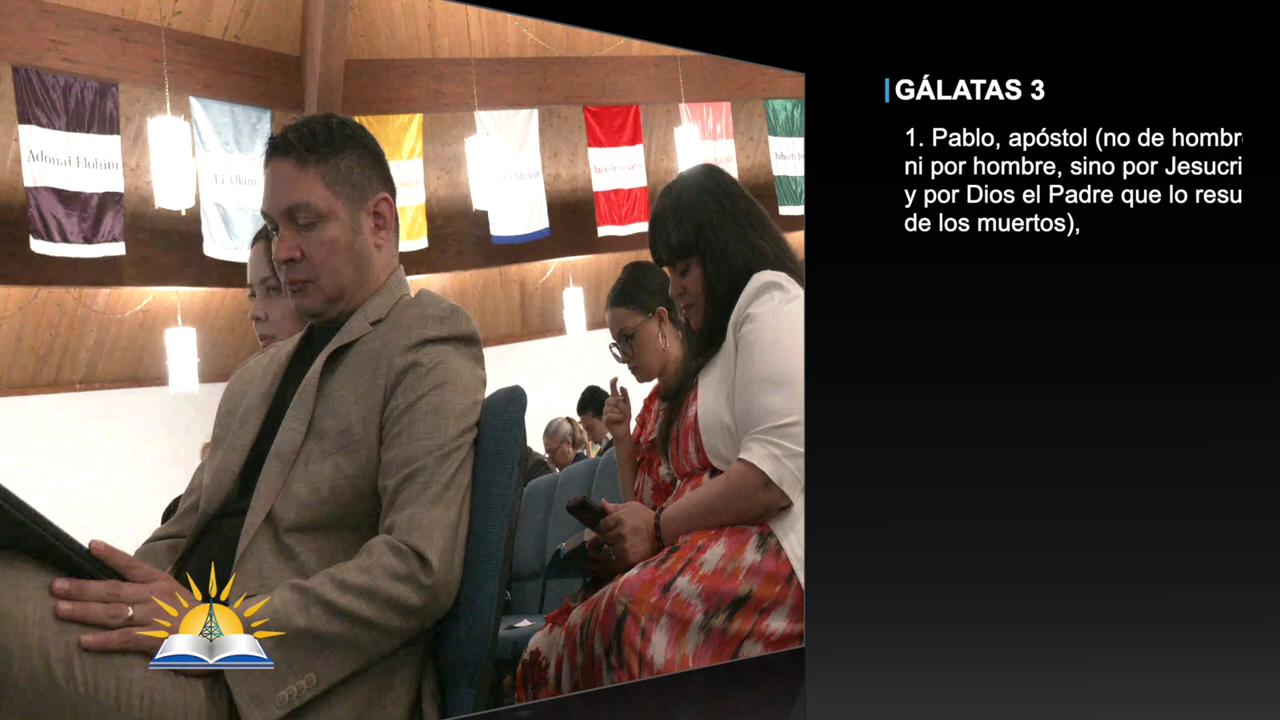 Adonai Elohim
El Olam
GÁLATAS 3
1. Pablo, apóstol (no de hombr
ni por hombre, sino por Jesucri
y por Dios el Padre que lo resu
de los muertos),